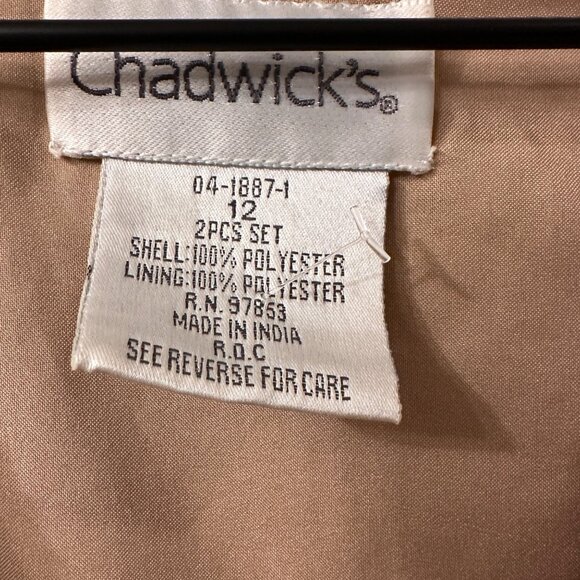 Chadwick's®
04-1887-1
12
2PCS SET
SHELL:100% POLYESTER
LINING:100% POLYESTER
R.N. 97853
MADE IN INDIA
R.O.C
SEE REVERSE FOR CARE